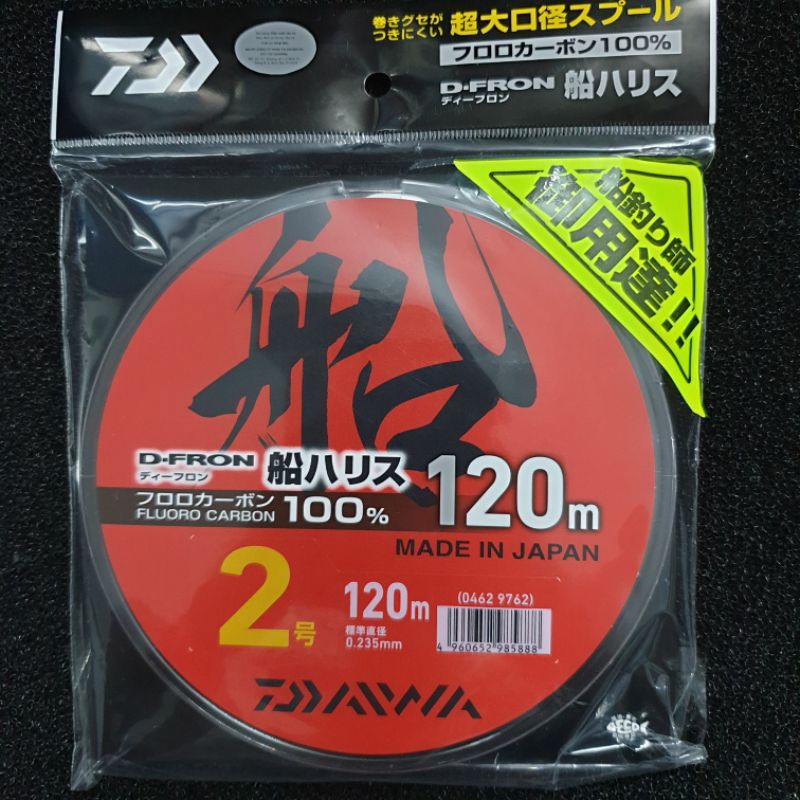 巻きグセが
つきにくい
超大口径スプール
フロロカーボン100%
D-FRON
ディーフロン
船ハリス
船釣り師
御用達!!
船
D-FRON
ディーフロン
船ハリス
120m
フロロカーボン
FLUORO CARBON
100%
MADE IN JAPAN
2号
120m
標準直径
0.235mm
(0462 9762)
4 960652 985888
DAIWA